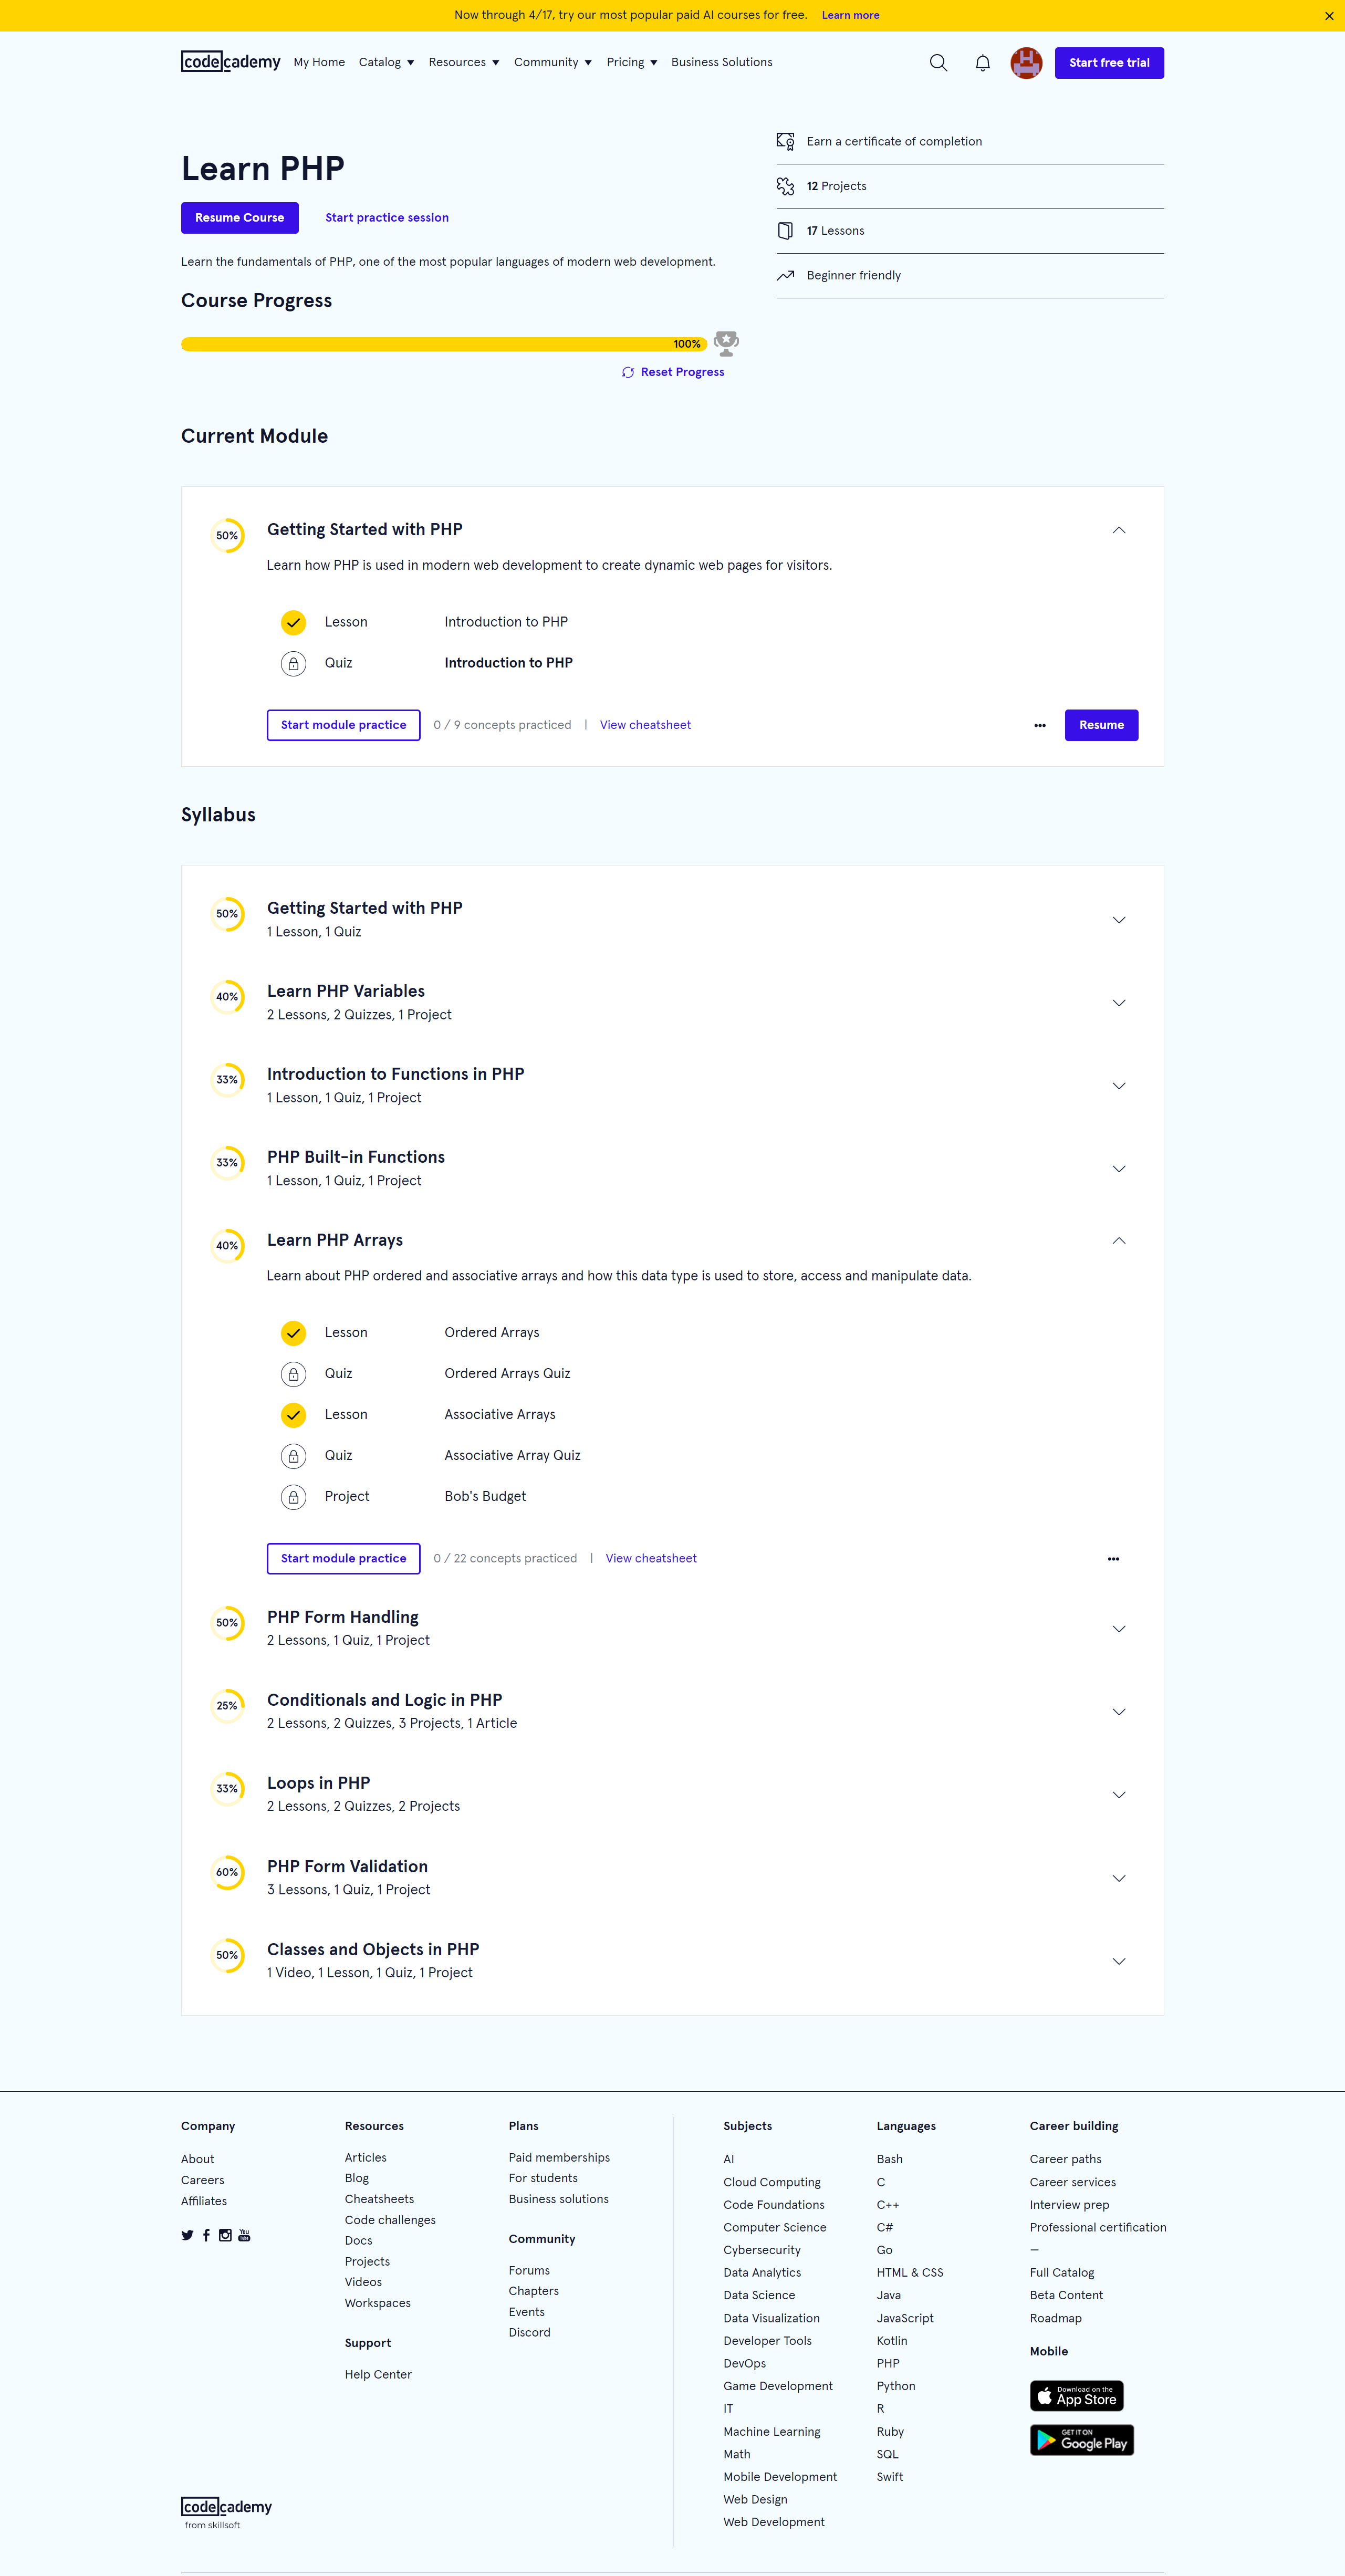 Now through 4/17, try our most popular paid AI courses for free. Learn more
codecademy My Home Catalog Resources Community Pricing Business Solutions Start free trial
Learn PHP
Resume Course Start practice session
Learn the fundamentals of PHP, one of the most popular languages of modern web development.
Earn a certificate of completion
12 Projects
17 Lessons
Beginner friendly
Course Progress
100%
Reset Progress
Current Module
50% Getting Started with PHP
Learn how PHP is used in modern web development to create dynamic web pages for visitors.
Lesson Introduction to PHP
Quiz Introduction to PHP
Start module practice 0 / 9 concepts practiced | View cheatsheet ••• Resume
Syllabus
50% Getting Started with PHP
1 Lesson, 1 Quiz
40% Learn PHP Variables
2 Lessons, 2 Quizzes, 1 Project
33% Introduction to Functions in PHP
1 Lesson, 1 Quiz, 1 Project
33% PHP Built-in Functions
1 Lesson, 1 Quiz, 1 Project
40% Learn PHP Arrays
Learn about PHP ordered and associative arrays and how this data type is used to store, access and manipulate data.
Lesson Ordered Arrays
Quiz Ordered Arrays Quiz
Lesson Associative Arrays
Quiz Associative Array Quiz
Project Bob's Budget
Start module practice 0 / 22 concepts practiced | View cheatsheet •••
50% PHP Form Handling
2 Lessons, 1 Quiz, 1 Project
25% Conditionals and Logic in PHP
2 Lessons, 2 Quizzes, 3 Projects, 1 Article
33% Loops in PHP
2 Lessons, 2 Quizzes, 2 Projects
60% PHP Form Validation
3 Lessons, 1 Quiz, 1 Project
50% Classes and Objects in PHP
1 Video, 1 Lesson, 1 Quiz, 1 Project
Company
About
Careers
Affiliates
You Tube
Resources
Articles
Blog
Cheatsheets
Code challenges
Docs
Projects
Videos
Workspaces
Support
Help Center
Plans
Paid memberships
For students
Business solutions
Community
Forums
Chapters
Events
Discord
Subjects
AI
Cloud Computing
Code Foundations
Computer Science
Cybersecurity
Data Analytics
Data Science
Data Visualization
Developer Tools
DevOps
Game Development
IT
Machine Learning
Math
Mobile Development
Web Design
Web Development
Languages
Bash
C
C++
C#
Go
HTML & CSS
Java
JavaScript
Kotlin
PHP
Python
R
Ruby
SQL
Swift
Career building
Career paths
Career services
Interview prep
Professional certification
—
Full Catalog
Beta Content
Roadmap
Mobile
Download on the
App Store
GET IT ON
Google Play
codecademy
from skillsoft